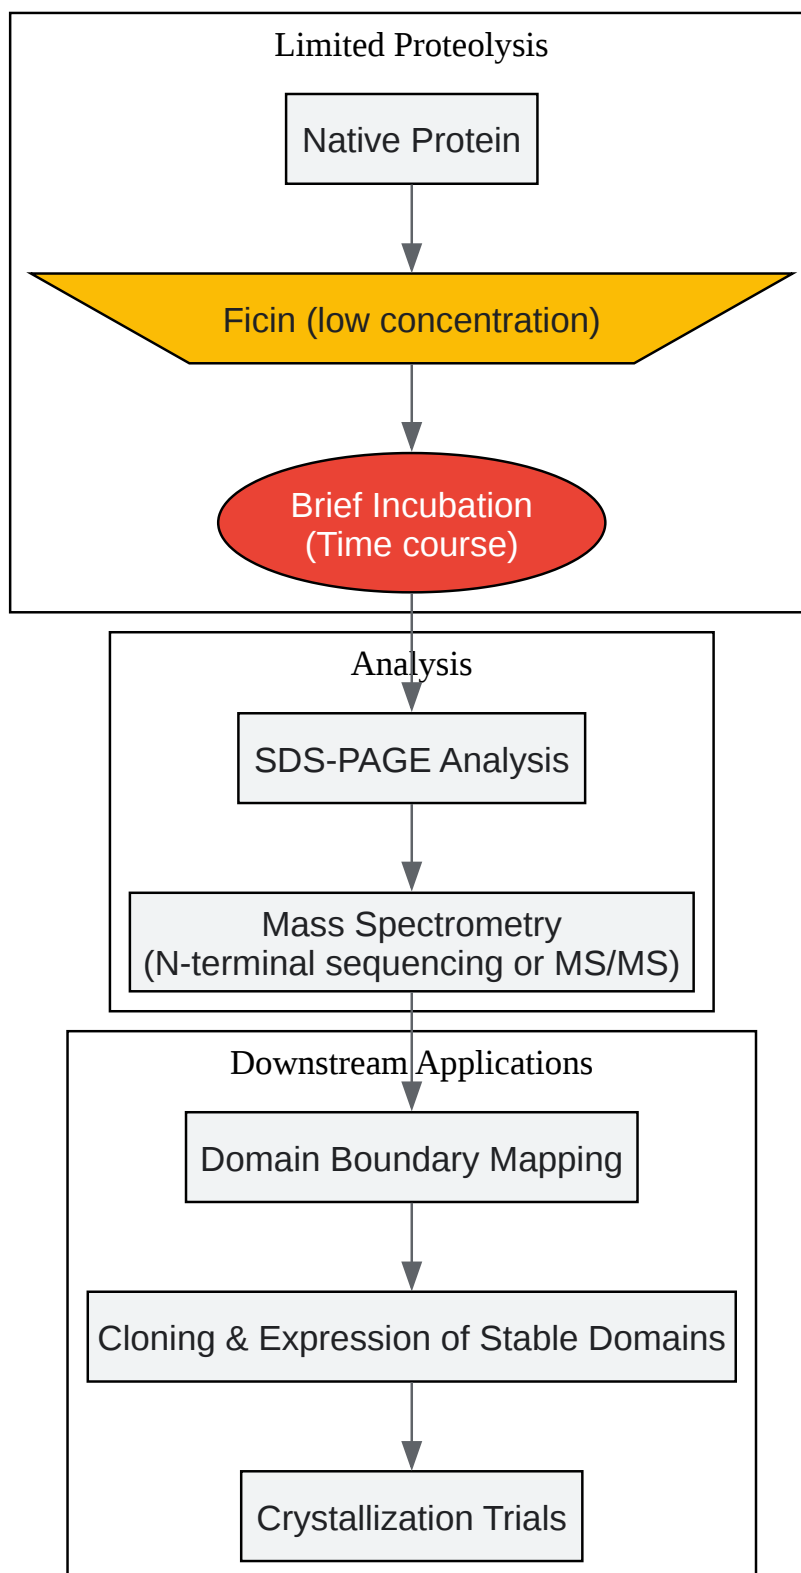 Limited Proteolysis
Native Protein
Ficin (low concentration)
Brief Incubation
(Time course)
Analysis
SDS-PAGE Analysis
Mass Spectrometry
(N-terminal sequencing or MS/MS)
Downstream Applications
Domain Boundary Mapping
Cloning & Expression of Stable Domains
Crystallization Trials